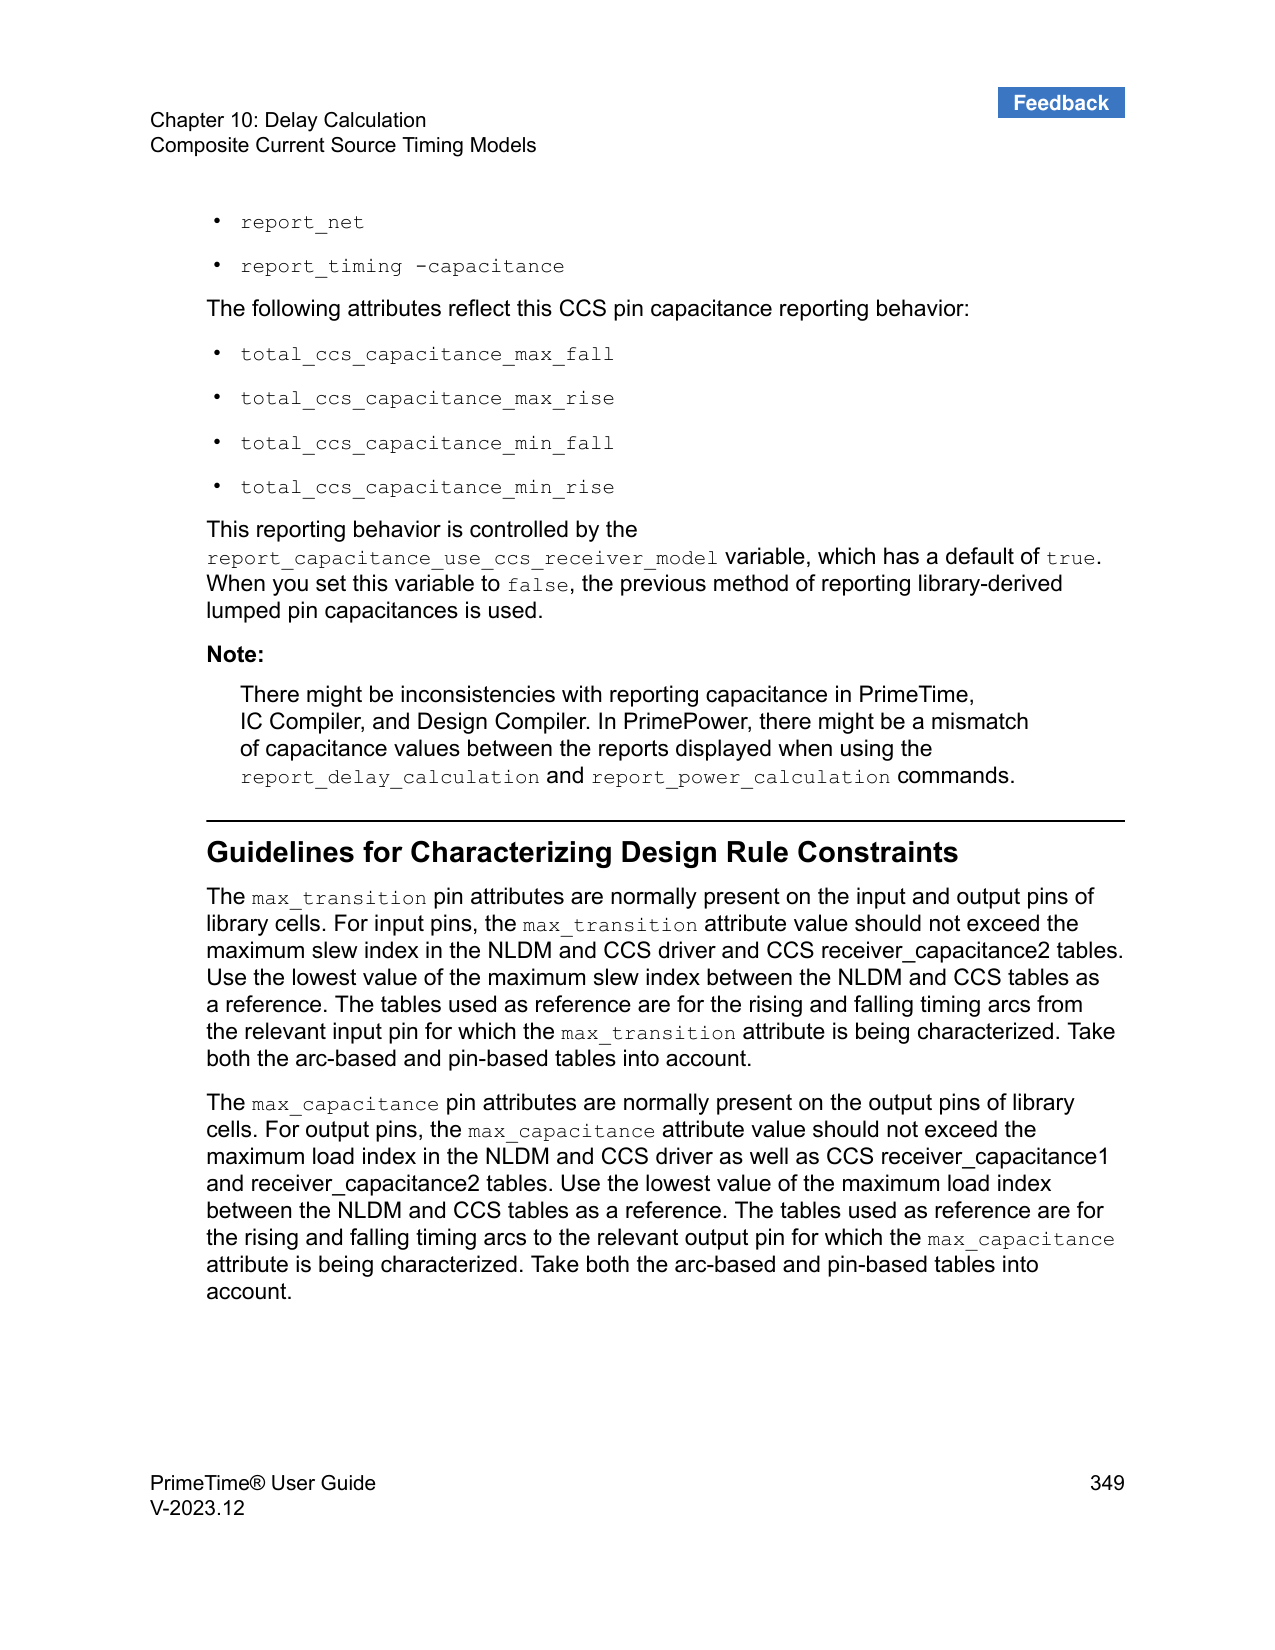 Feedback
Chapter 10: Delay Calculation
Composite Current Source Timing Models
• report_net
• report_timing -capacitance
The following attributes reflect this CCS pin capacitance reporting behavior:
• total_ccs_capacitance_max_fall
• total_ccs_capacitance_max_rise
• total_ccs_capacitance_min_fall
• total_ccs_capacitance_min_rise
This reporting behavior is controlled by the
report_capacitance_use_ccs_receiver_model variable, which has a default of true.
When you set this variable to false, the previous method of reporting library-derived
lumped pin capacitances is used.
Note:
There might be inconsistencies with reporting capacitance in PrimeTime,
IC Compiler, and Design Compiler. In PrimePower, there might be a mismatch
of capacitance values between the reports displayed when using the
report_delay_calculation and report_power_calculation commands.
Guidelines for Characterizing Design Rule Constraints
The max_transition pin attributes are normally present on the input and output pins of
library cells. For input pins, the max_transition attribute value should not exceed the
maximum slew index in the NLDM and CCS driver and CCS receiver_capacitance2 tables.
Use the lowest value of the maximum slew index between the NLDM and CCS tables as
a reference. The tables used as reference are for the rising and falling timing arcs from
the relevant input pin for which the max_transition attribute is being characterized. Take
both the arc-based and pin-based tables into account.
The max_capacitance pin attributes are normally present on the output pins of library
cells. For output pins, the max_capacitance attribute value should not exceed the
maximum load index in the NLDM and CCS driver as well as CCS receiver_capacitance1
and receiver_capacitance2 tables. Use the lowest value of the maximum load index
between the NLDM and CCS tables as a reference. The tables used as reference are for
the rising and falling timing arcs to the relevant output pin for which the max_capacitance
attribute is being characterized. Take both the arc-based and pin-based tables into
account.
PrimeTime® User Guide
349
V-2023.12